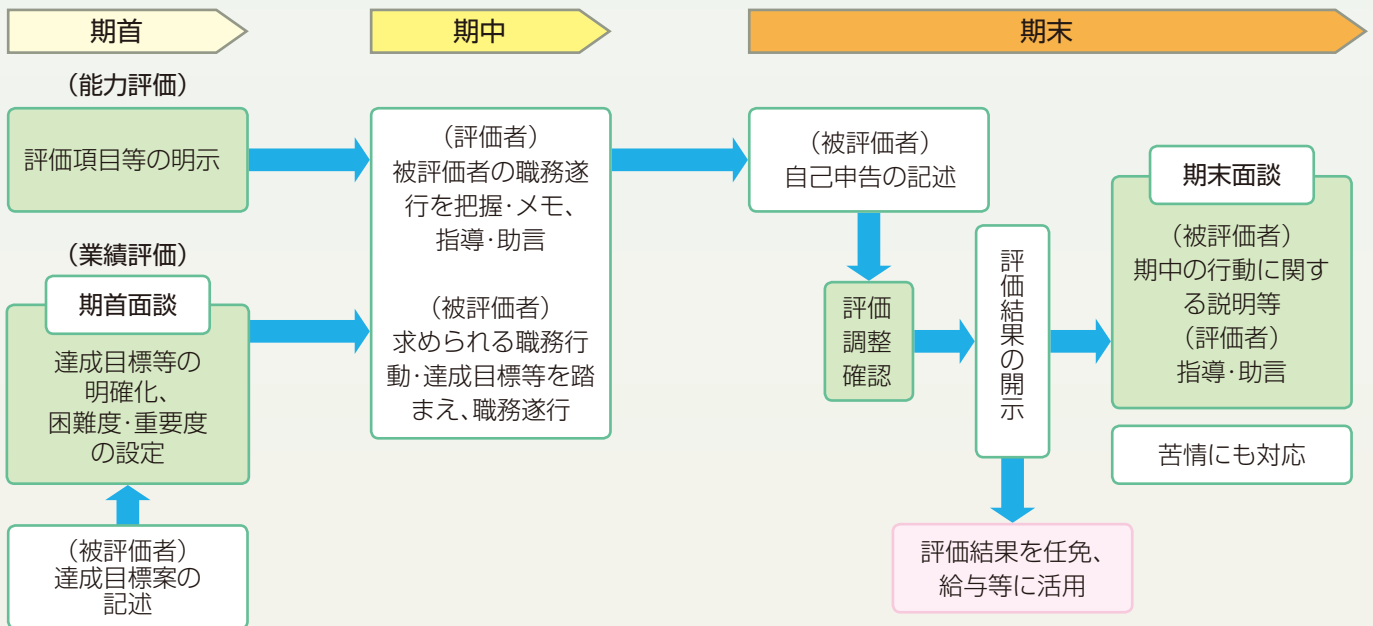 期首
期中
期末
（能力評価）
評価項目等の明示
（業績評価）
期首面談
達成目標等の
明確化、
困難度・重要度
の設定
（被評価者）
達成目標案の
記述
（評価者）
被評価者の職務遂
行を把握・メモ、
指導・助言
（被評価者）
求められる職務行
動・達成目標等を踏
まえ、職務遂行
（被評価者）
自己申告の記述
評価
調整
確認
評価結果の開示
評価結果を任免、
給与等に活用
期末面談
（被評価者）
期中の行動に関す
る説明等
（評価者）
指導・助言
苦情にも対応